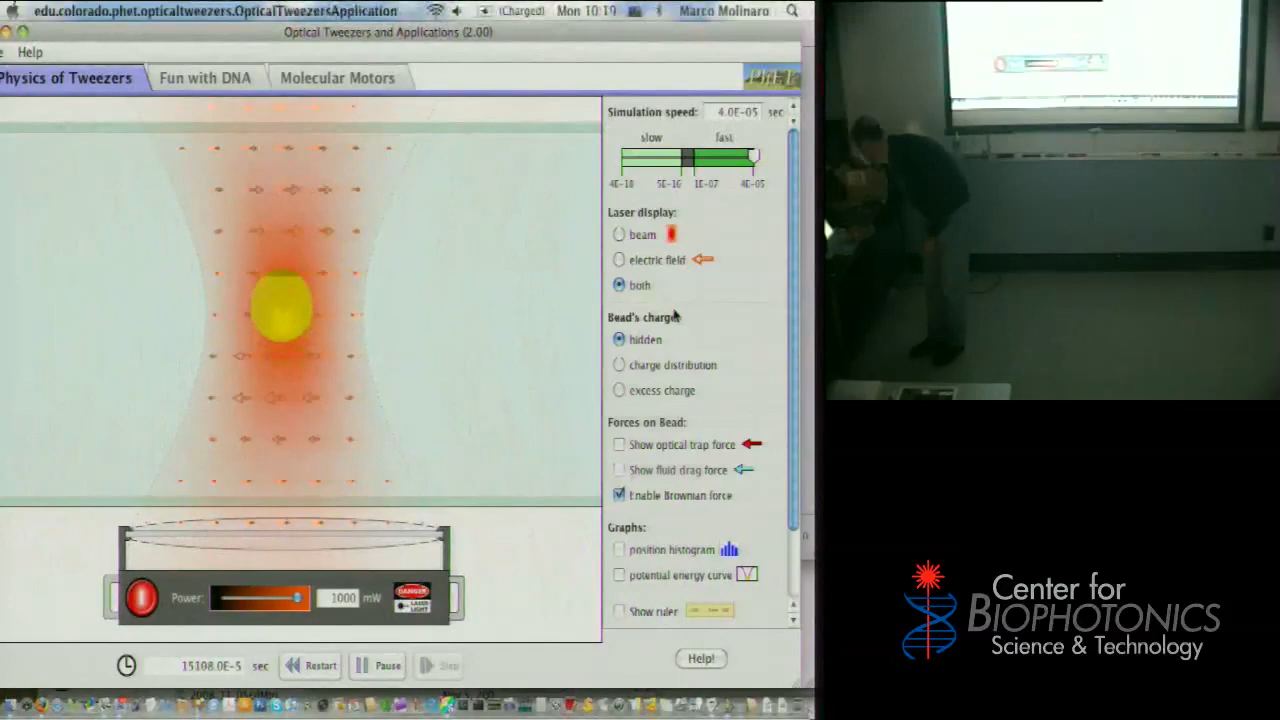 edu.colorado.phet.opticaltweezers.OpticalTweezersApplication (Charged) Mon 10:19 Marco Molinaro
Optical Tweezers and Applications (2.00)
Help
Physics of Tweezers Fun with DNA Molecular Motors PhET
Simulation speed: 4.0E-05 sec
slow fast
4E-18 5E-16 1E-07 4E-05
Laser display:
beam
electric field
both
Bead's charge
hidden
charge distribution
excess charge
Forces on Bead:
Show optical trap force
Show fluid drag force
Enable Brownian force
Graphs:
position histogram
potential energy curve
Show ruler
DANGER
Power: 1000 mW
15108.0E-5 sec Restart Pause Step Help!
Center for
BIOPHOTONICS
Science & Technology